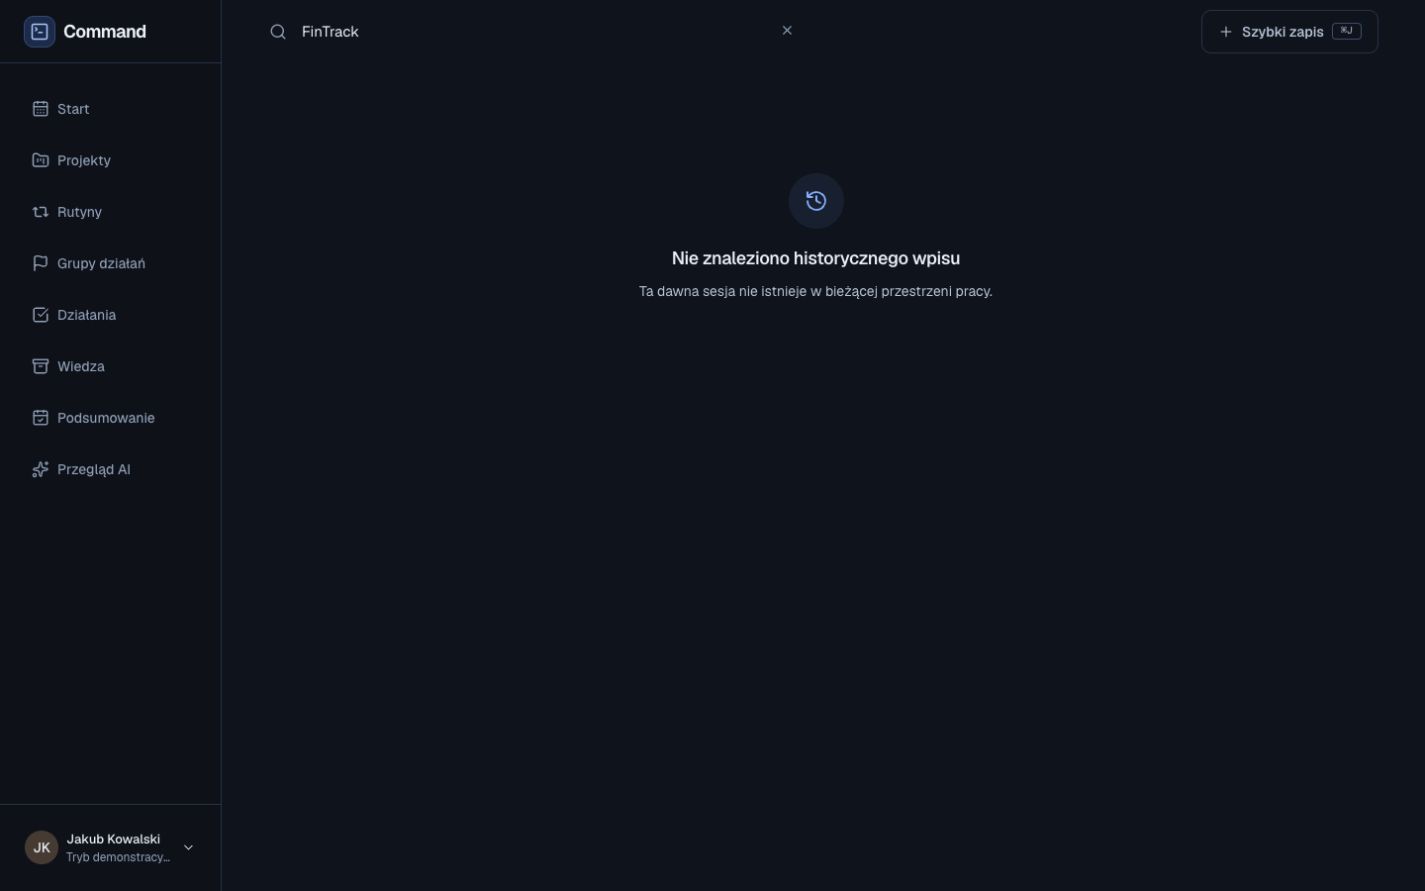 Command
FinTrack
Szybki zapis ⌘J
Start
Projekty
Rutyny
Grupy działań
Działania
Wiedza
Podsumowanie
Przegląd AI
Nie znaleziono historycznego wpisu
Ta dawna sesja nie istnieje w bieżącej przestrzeni pracy.
JK
Jakub Kowalski
Tryb demonstracy...